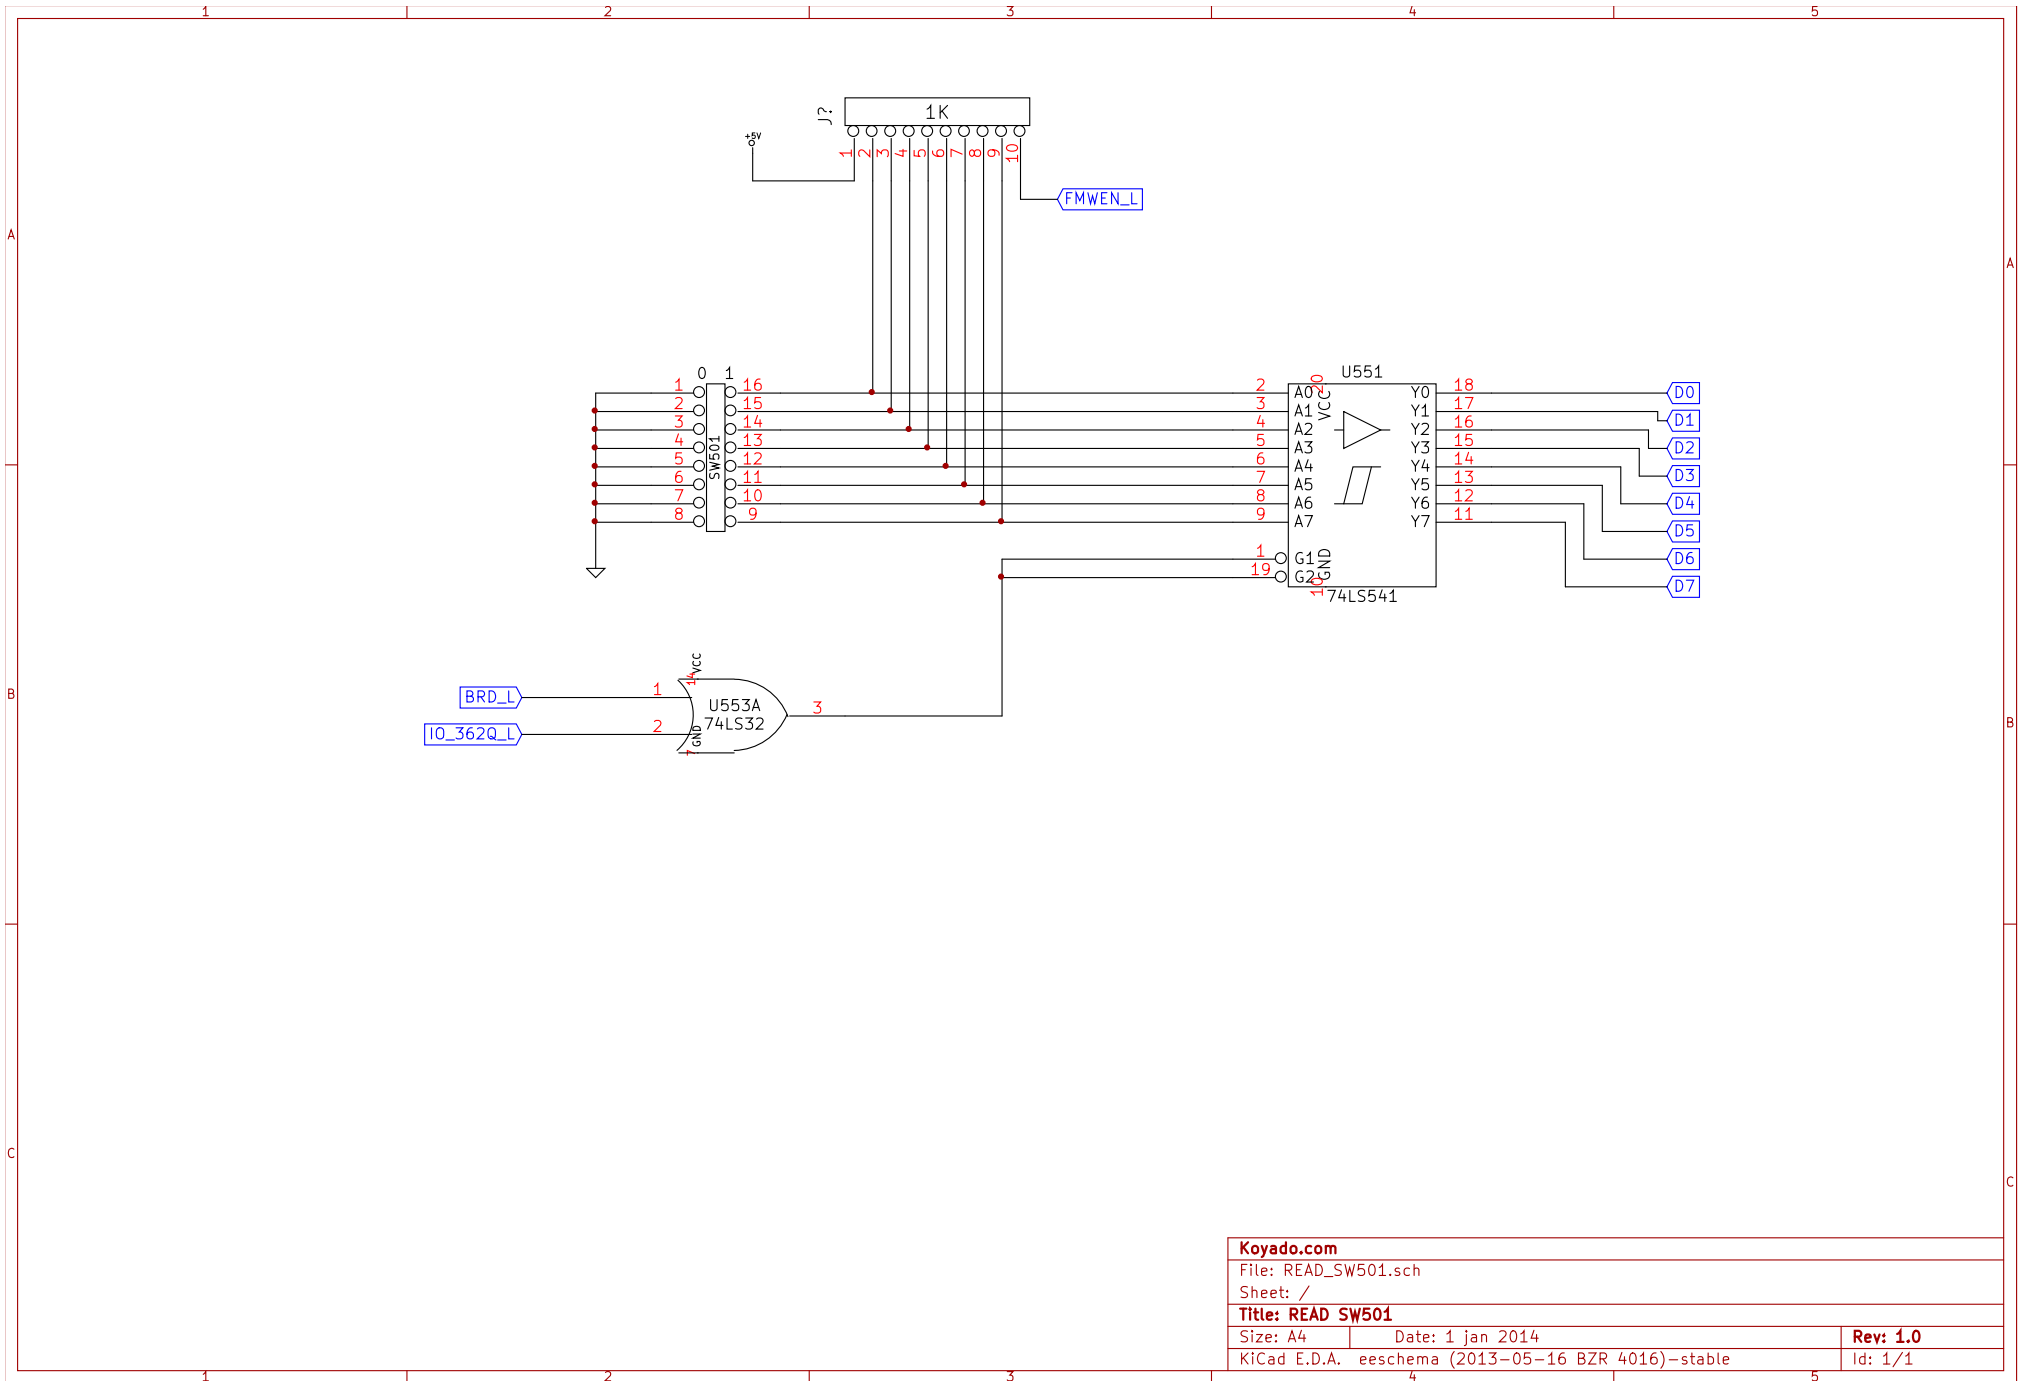 1 2 3 4 5
J?: 1K
+5V
1 2 3 4 5 6 7 8 9 10
FMWEN_L
A
A
0 1 U551
1 16 2 A0 VCC 20 Y0 18 D0
2 15 3 A1 Y1 17 D1
3 14 4 A2 Y2 16 D2
4 13 5 A3 Y3 15 D3
5 12 6 A4 Y4 14 D4
6 11 7 A5 Y5 13 D5
7 10 8 A6 Y6 12 D6
8 9 9 A7 Y7 11 D7
SW501
1 G1 GND
19 G2 10
74LS541
VCC
14
B
BRD_L 1 U553A 3
IO_362Q_L 2 74LS32
GND
7
B
C
C
Koyado.com
File: READ_SW501.sch
Sheet: /
Title: READ SW501
Size: A4 Date: 1 jan 2014 Rev: 1.0
KiCad E.D.A. eeschema (2013-05-16 BZR 4016)-stable Id: 1/1
1 2 3 4 5